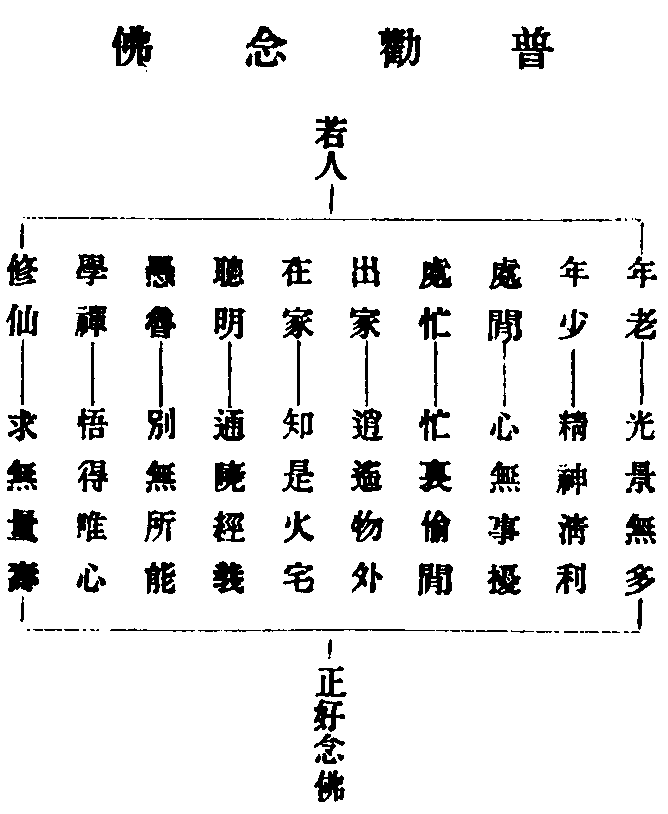 普勸念佛
若人
年老 光景無多
年少 精神清利
處閒 心無事擾
處忙 忙裏偷閒
出家 逍遙物外
在家 知是火宅
聰明 通曉經義
愚魯 別無所能
學禪 悟得唯心
修仙 求無量壽
正好念佛